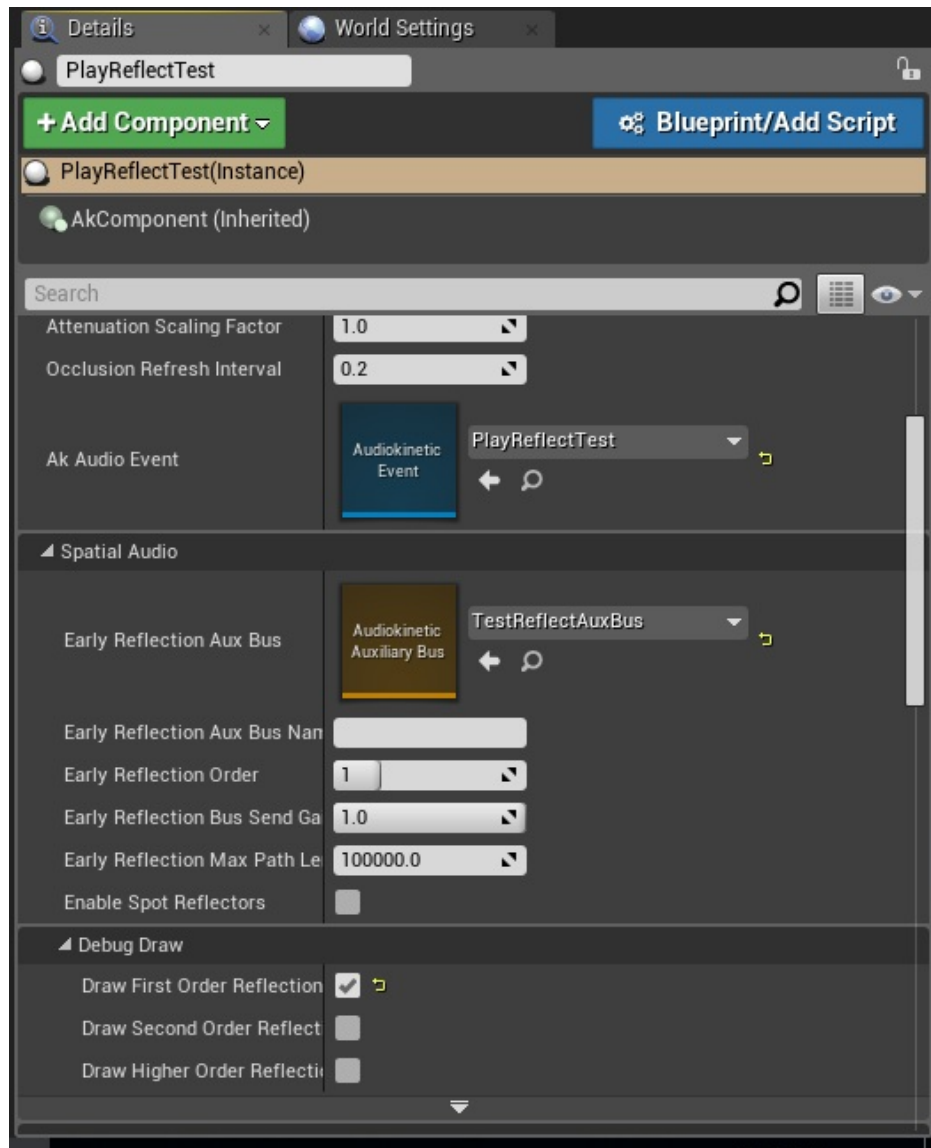 Details
World Settings
PlayReflectTest
+ Add Component
Blueprint/Add Script
PlayReflectTest(Instance)
AkComponent (Inherited)
Search
Attenuation Scaling Factor
1.0
Occlusion Refresh Interval
0.2
Ak Audio Event
Audiokinetic
Event
PlayReflectTest
Spatial Audio
Early Reflection Aux Bus
Audiokinetic
Auxiliary Bus
TestReflectAuxBus
Early Reflection Aux Bus Nam
Early Reflection Order
1
Early Reflection Bus Send Ga
1.0
Early Reflection Max Path Le
100000.0
Enable Spot Reflectors
Debug Draw
Draw First Order Reflection
Draw Second Order Reflect
Draw Higher Order Reflectio